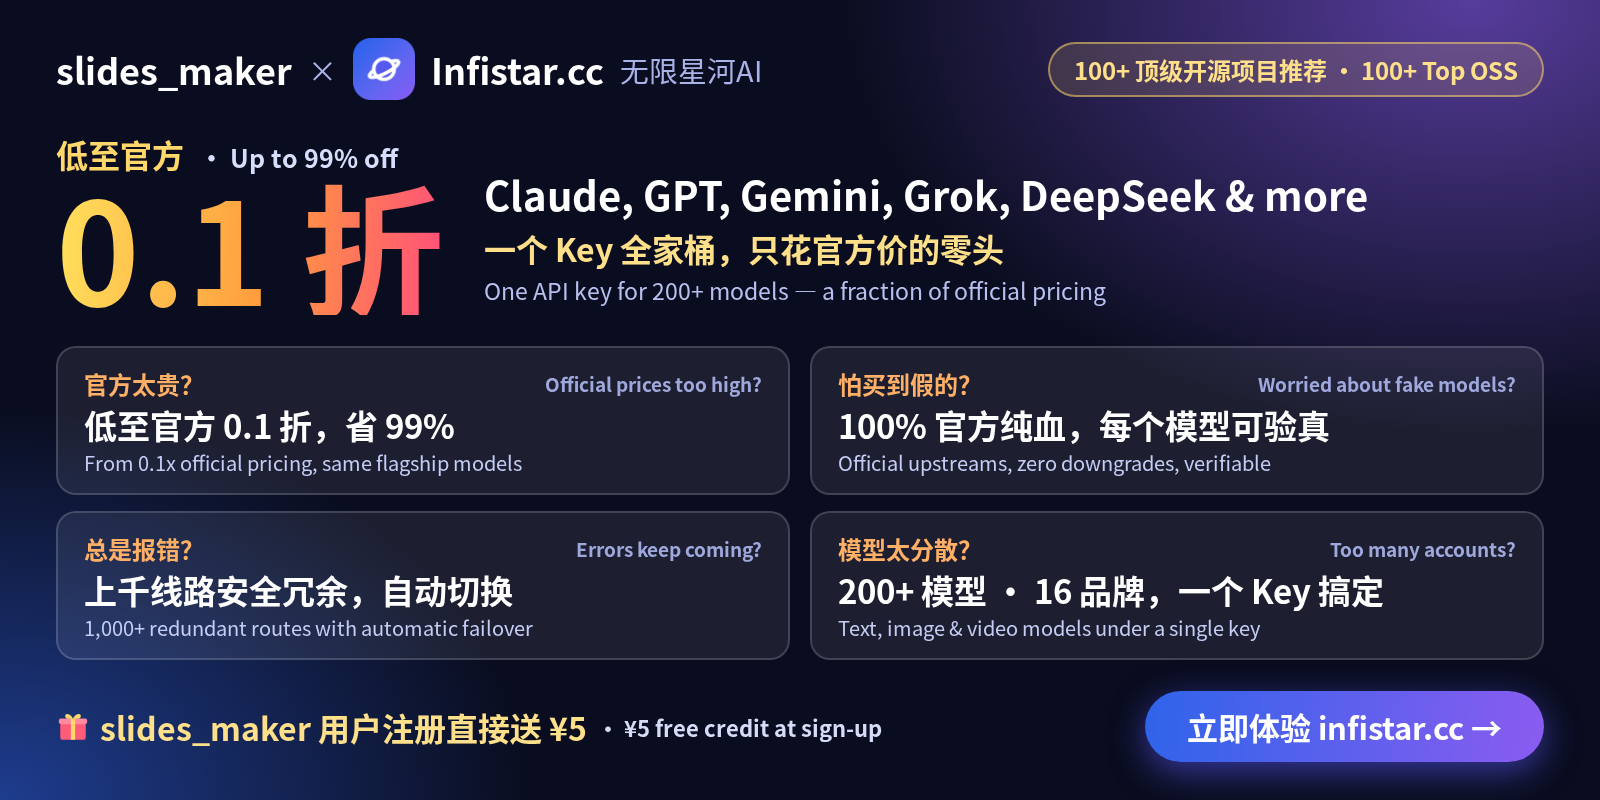 slides_maker × Infistar.cc 无限星河AI
100+ 顶级开源项目推荐 · 100+ Top OSS
低至官方 · Up to 99% off
0.1 折
Claude, GPT, Gemini, Grok, DeepSeek & more
一个 Key 全家桶，只花官方价的零头
One API key for 200+ models — a fraction of official pricing
官方太贵？
Official prices too high?
低至官方 0.1 折，省 99%
From 0.1x official pricing, same flagship models
怕买到假的？
Worried about fake models?
100% 官方纯血，每个模型可验真
Official upstreams, zero downgrades, verifiable
总是报错？
Errors keep coming?
上千线路安全冗余，自动切换
1,000+ redundant routes with automatic failover
模型太分散？
Too many accounts?
200+ 模型 · 16 品牌，一个 Key 搞定
Text, image & video models under a single key
slides_maker 用户注册直接送 ¥5 · ¥5 free credit at sign-up
立即体验 infistar.cc →